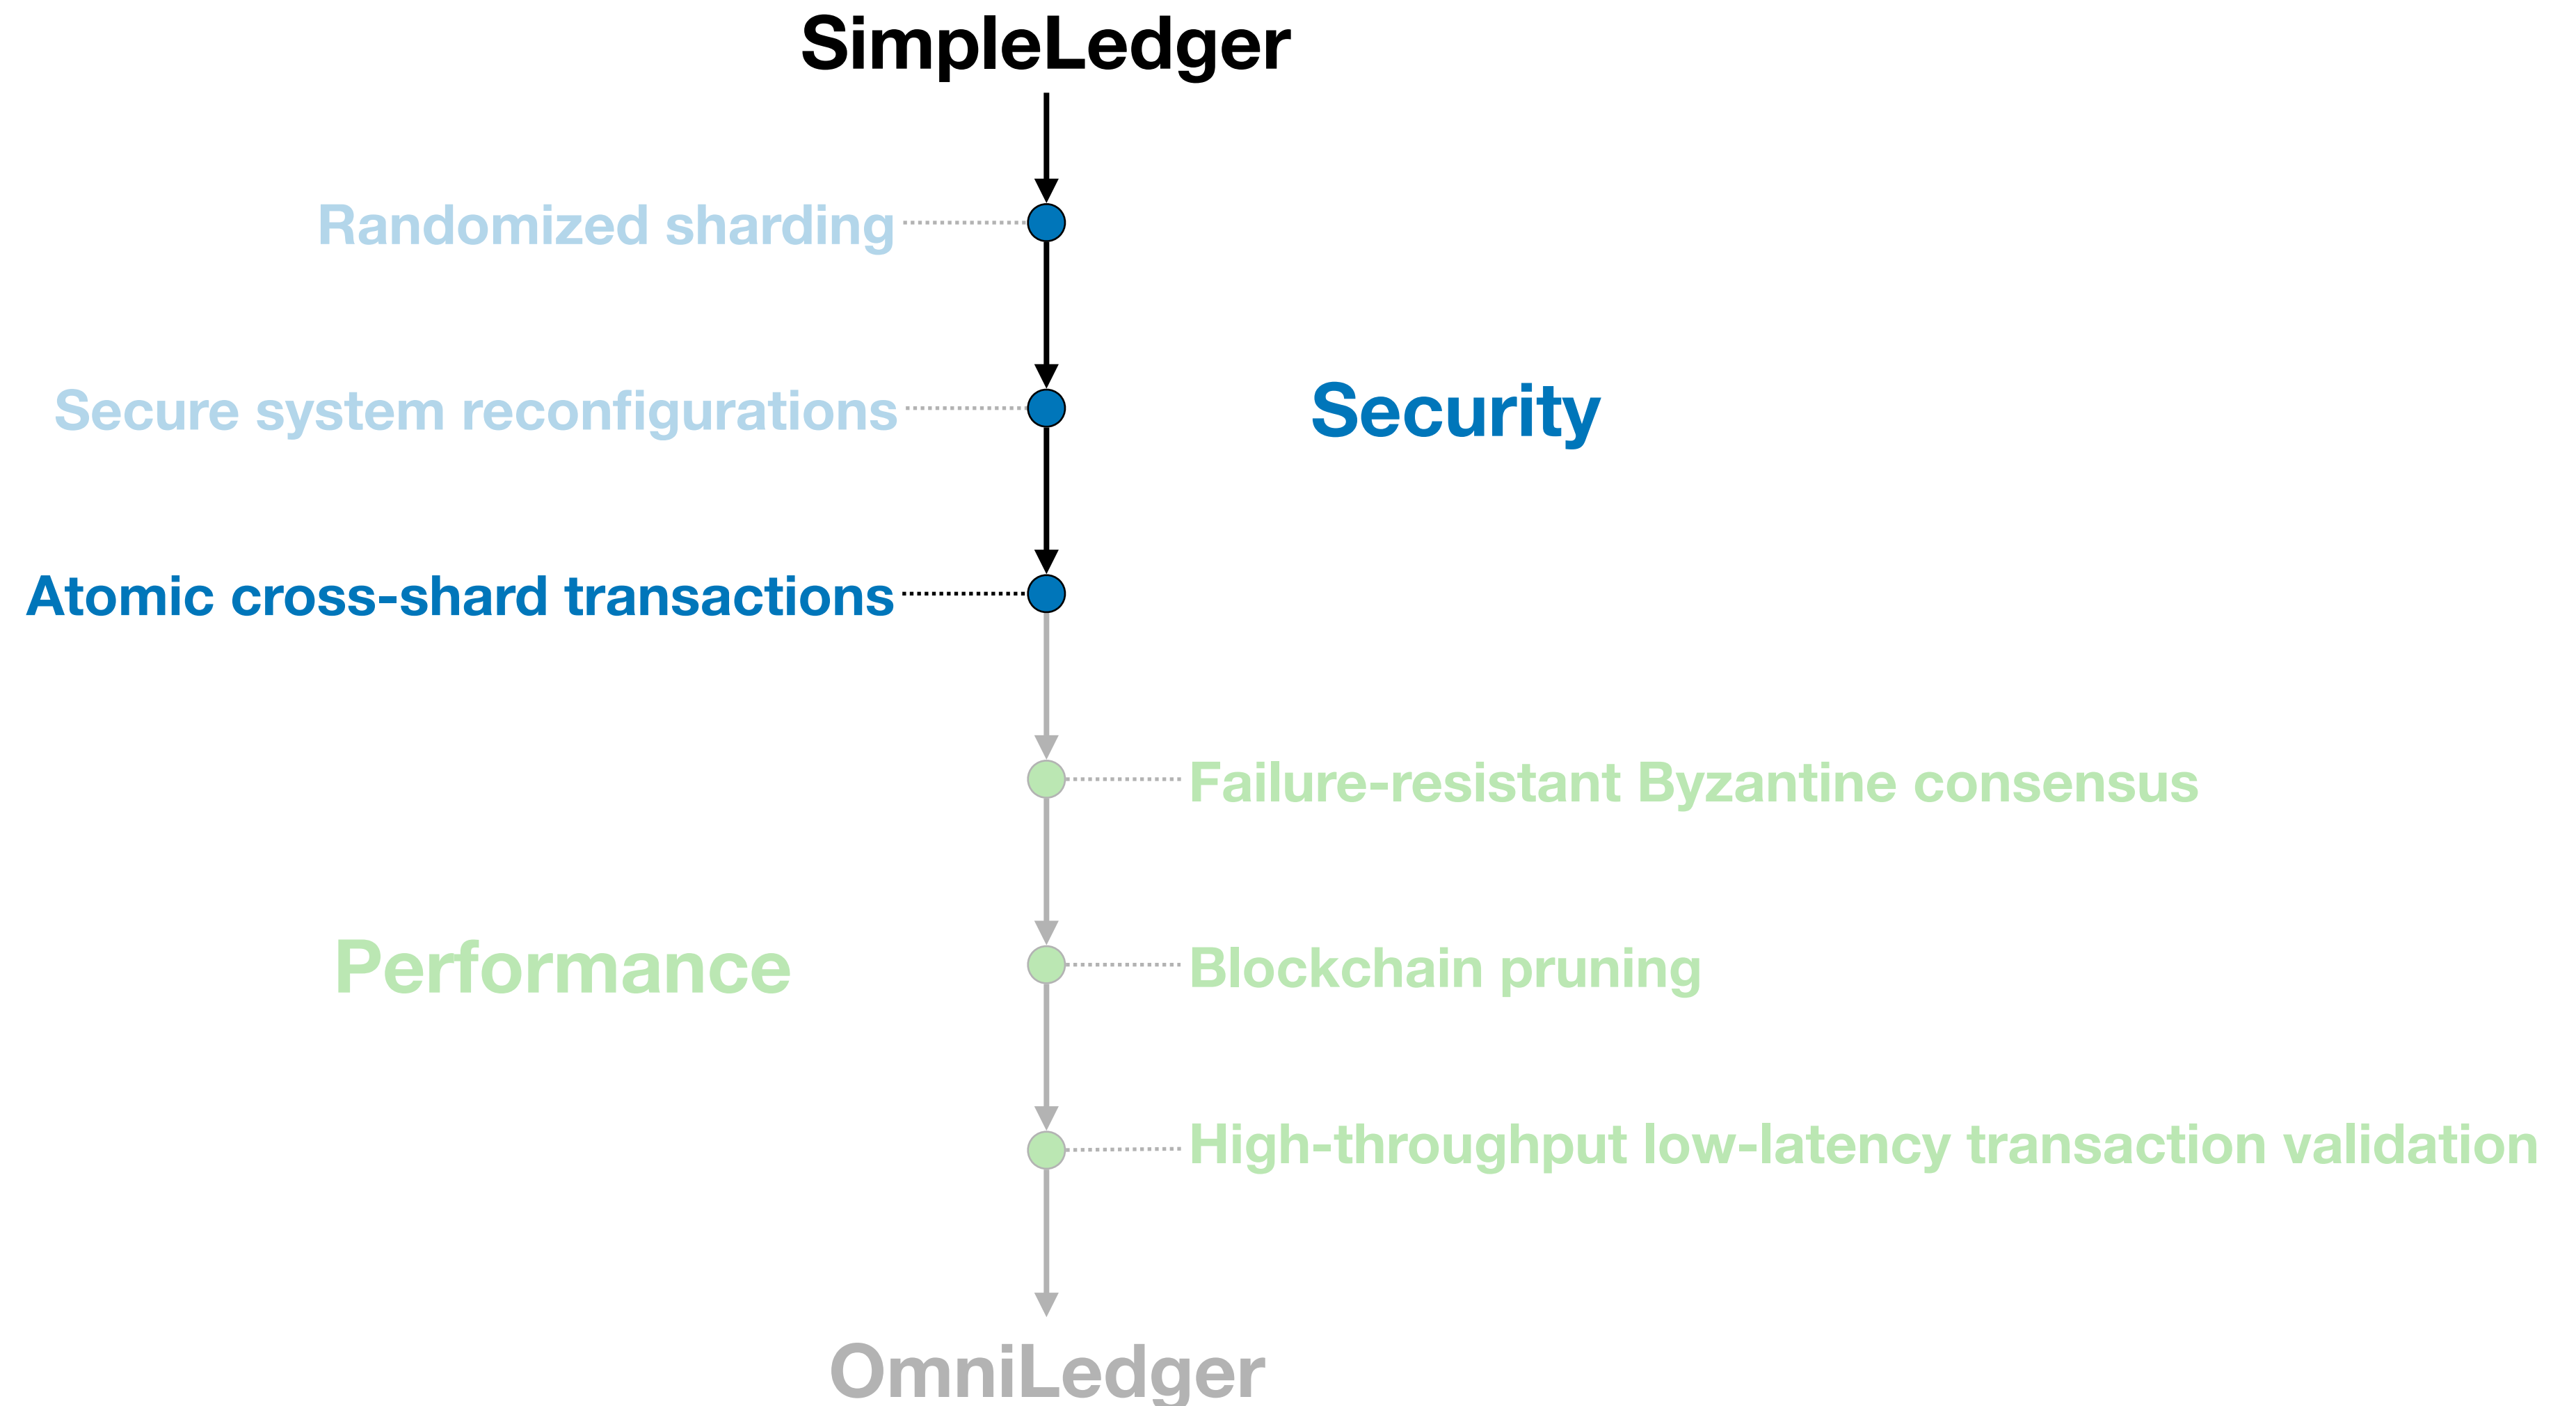 SimpleLedger
Randomized sharding
Secure system reconfigurations
Security
Atomic cross-shard transactions
Failure-resistant Byzantine consensus
Performance
Blockchain pruning
High-throughput low-latency transaction validation
OmniLedger